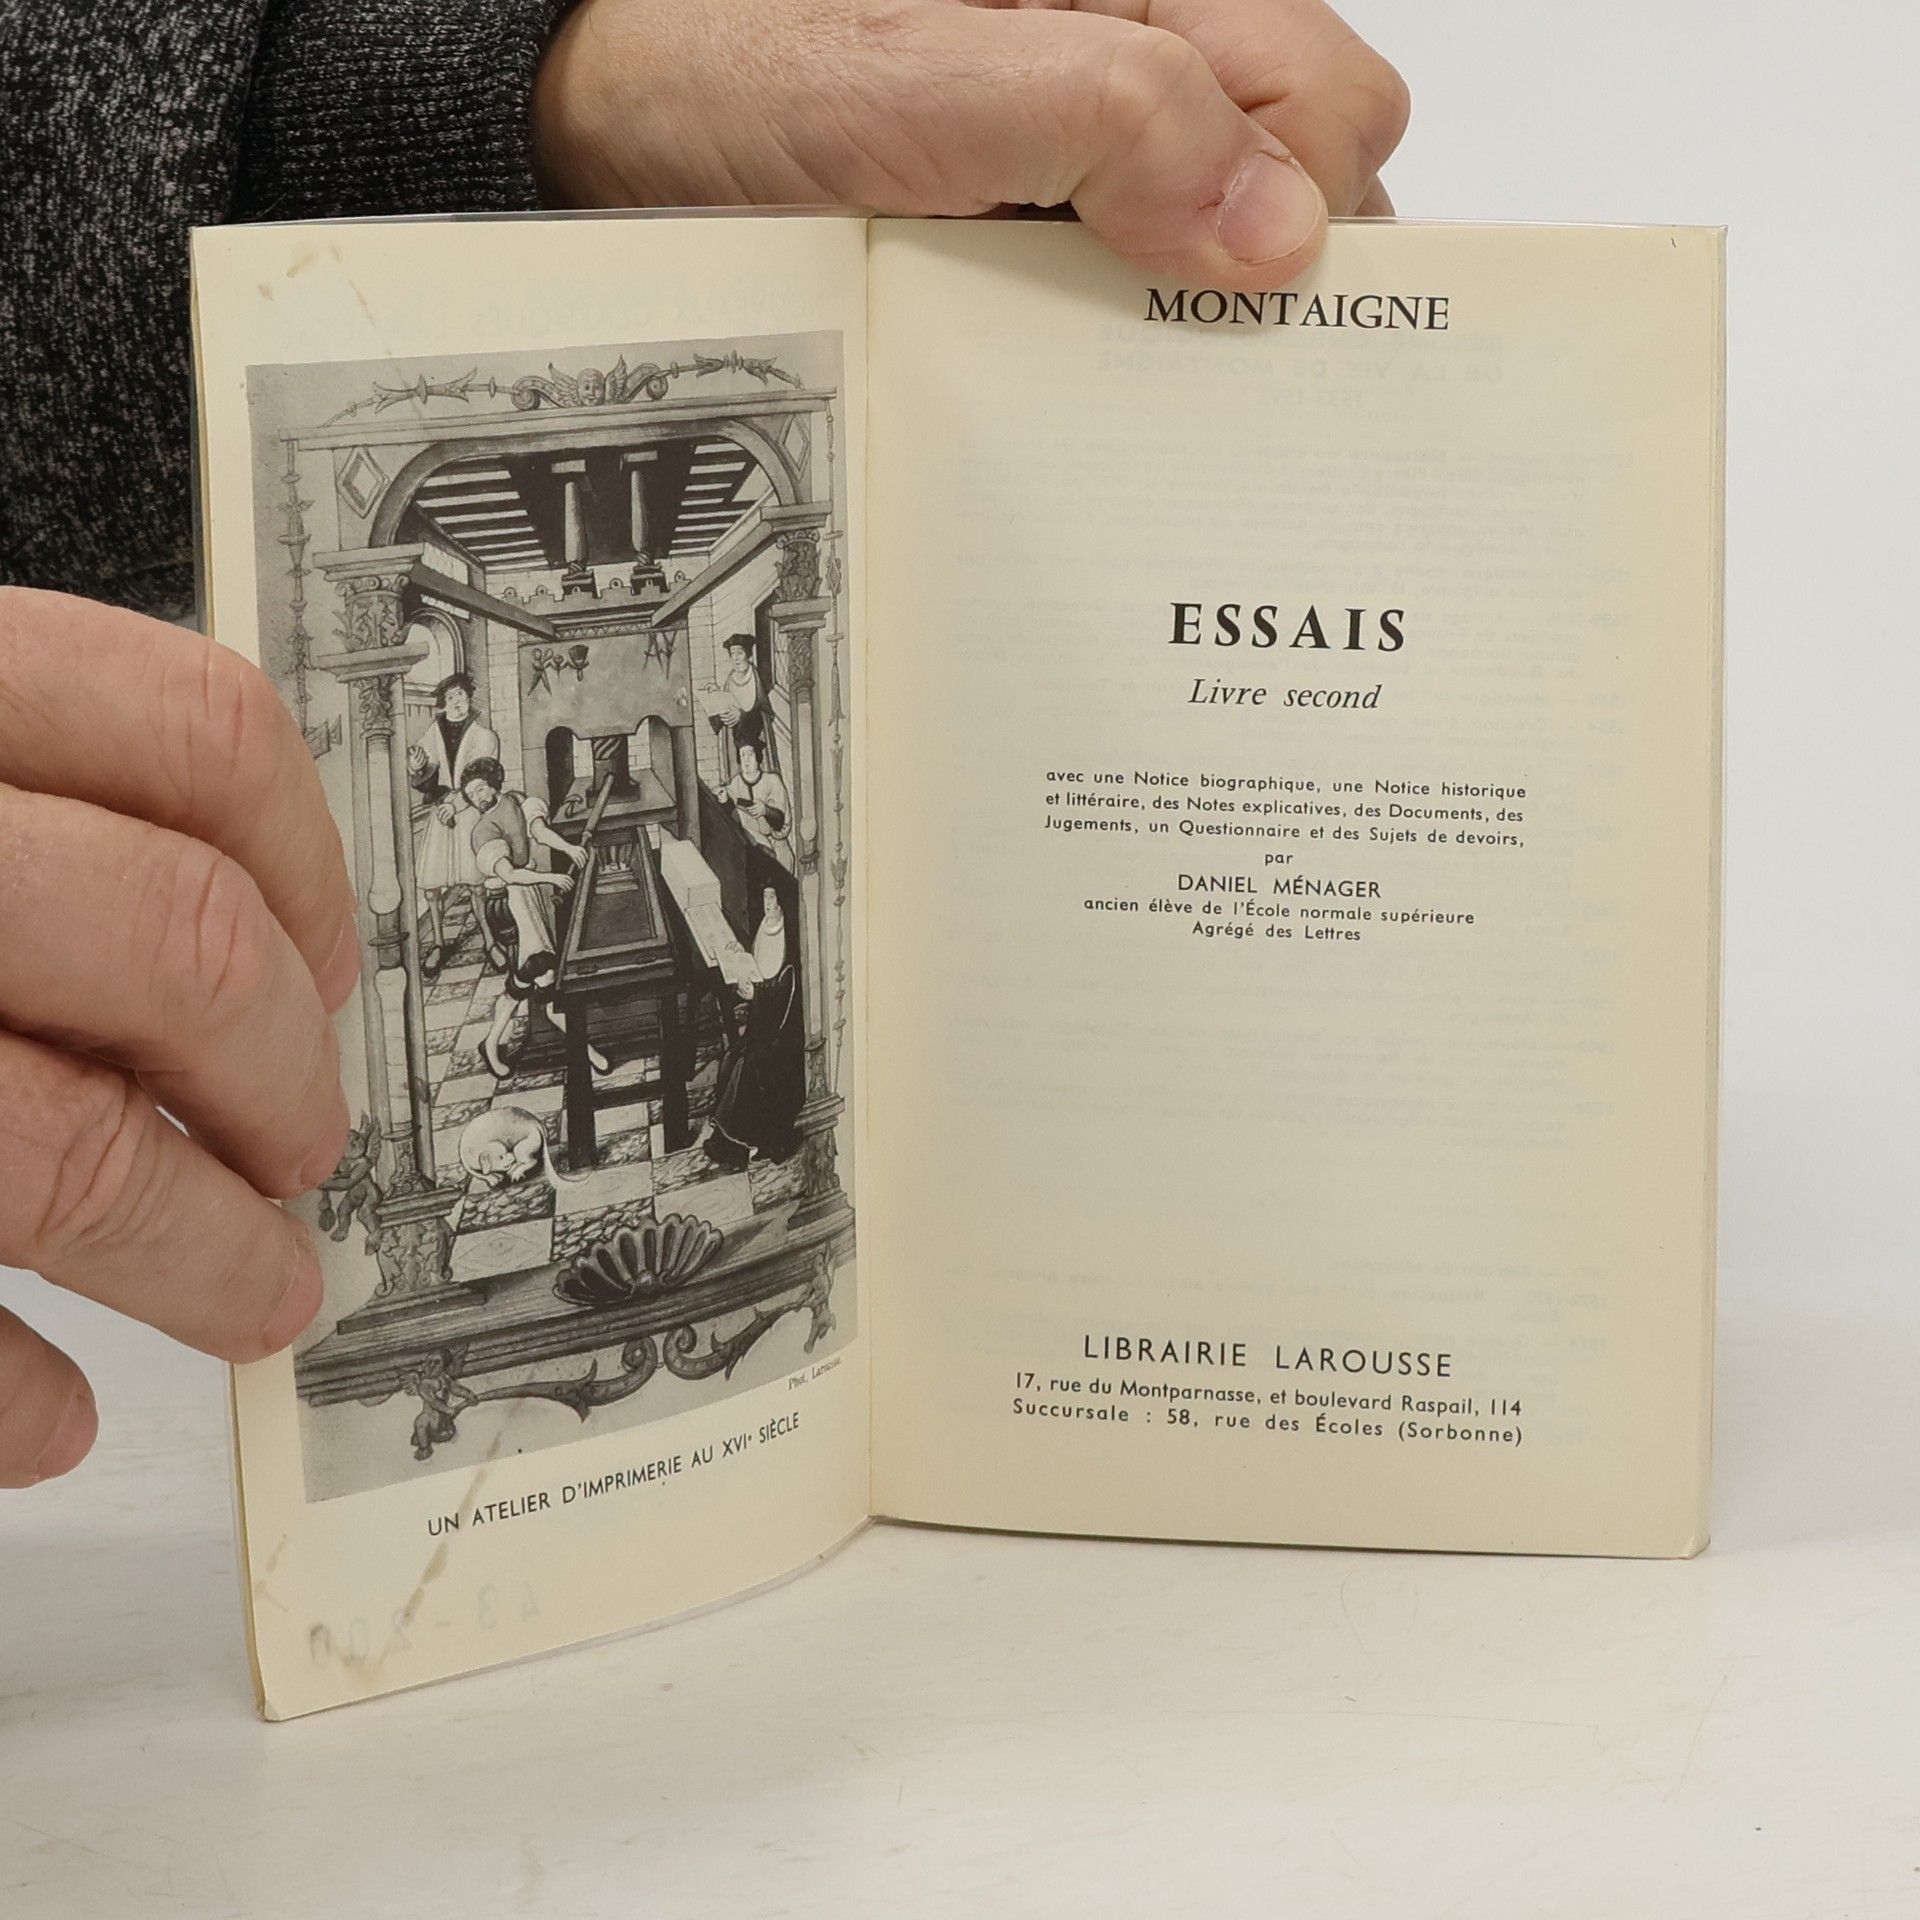 Phot. Larousse.
UN ATELIER D'IMPRIMERIE AU XVIe SIÈCLE
MONTAIGNE
ESSAIS
Livre second
avec une Notice biographique, une Notice historique
et littéraire, des Notes explicatives, des Documents, des
Jugements, un Questionnaire et des Sujets de devoirs,
par
DANIEL MÉNAGER
ancien élève de l'École normale supérieure
Agrégé des Lettres
LIBRAIRIE LAROUSSE
17, rue du Montparnasse, et boulevard Raspail, 114
Succursale : 58, rue des Écoles (Sorbonne)